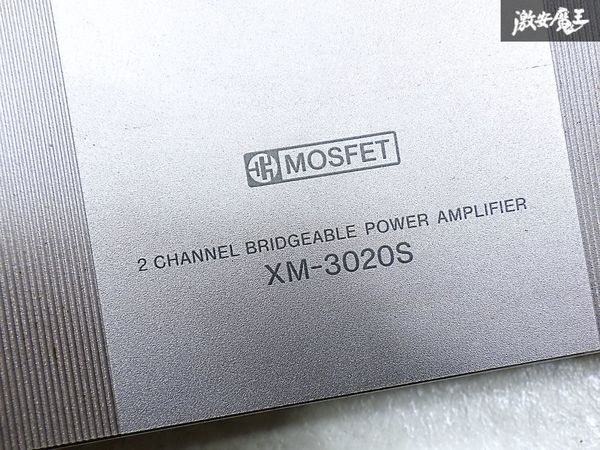 激安魔王
MOSFET
2 CHANNEL BRIDGEABLE POWER AMPLIFIER
XM-3020S